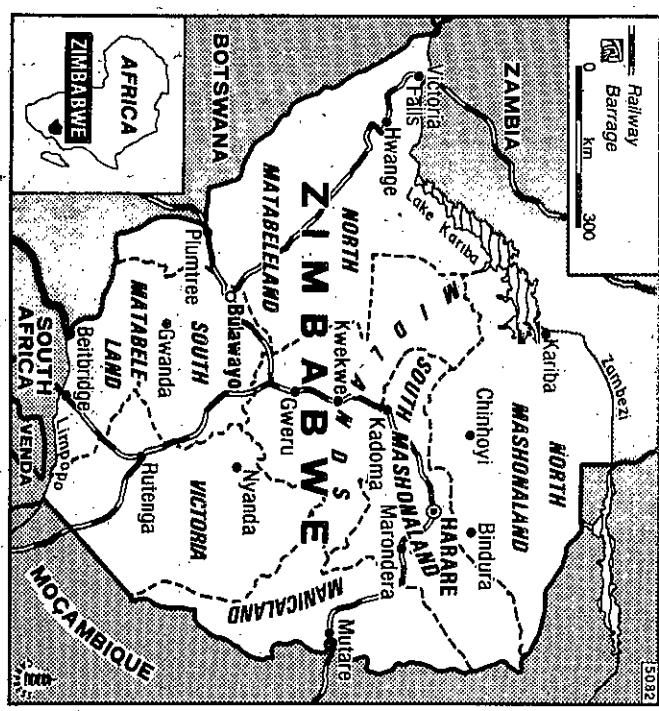 5082
Railway
Barrage
0 km 300
ZAMBIA
Victoria
Falls
Hwange
Lake Kariba
Kariba
Zambezi
NORTH
MASHONALAND
Chinhoyi
Bindura
HARARE
SOUTH
MASHONALAND
Marondera
Kadoma
Kwekwe
MIDLANDS
NORTH
MATABELELAND
ZIMBABWE
Gweru
MANICALAND
Mutare
BOTSWANA
Bulawayo
Plumtree
SOUTH
MATABELE
LAND
Gwanda
Nyanda
VICTORIA
Rutenga
Beitbridge
Limpopo
SOUTH
AFRICA
VENDA
MOÇAMBIQUE
AFRICA
ZIMBABWE